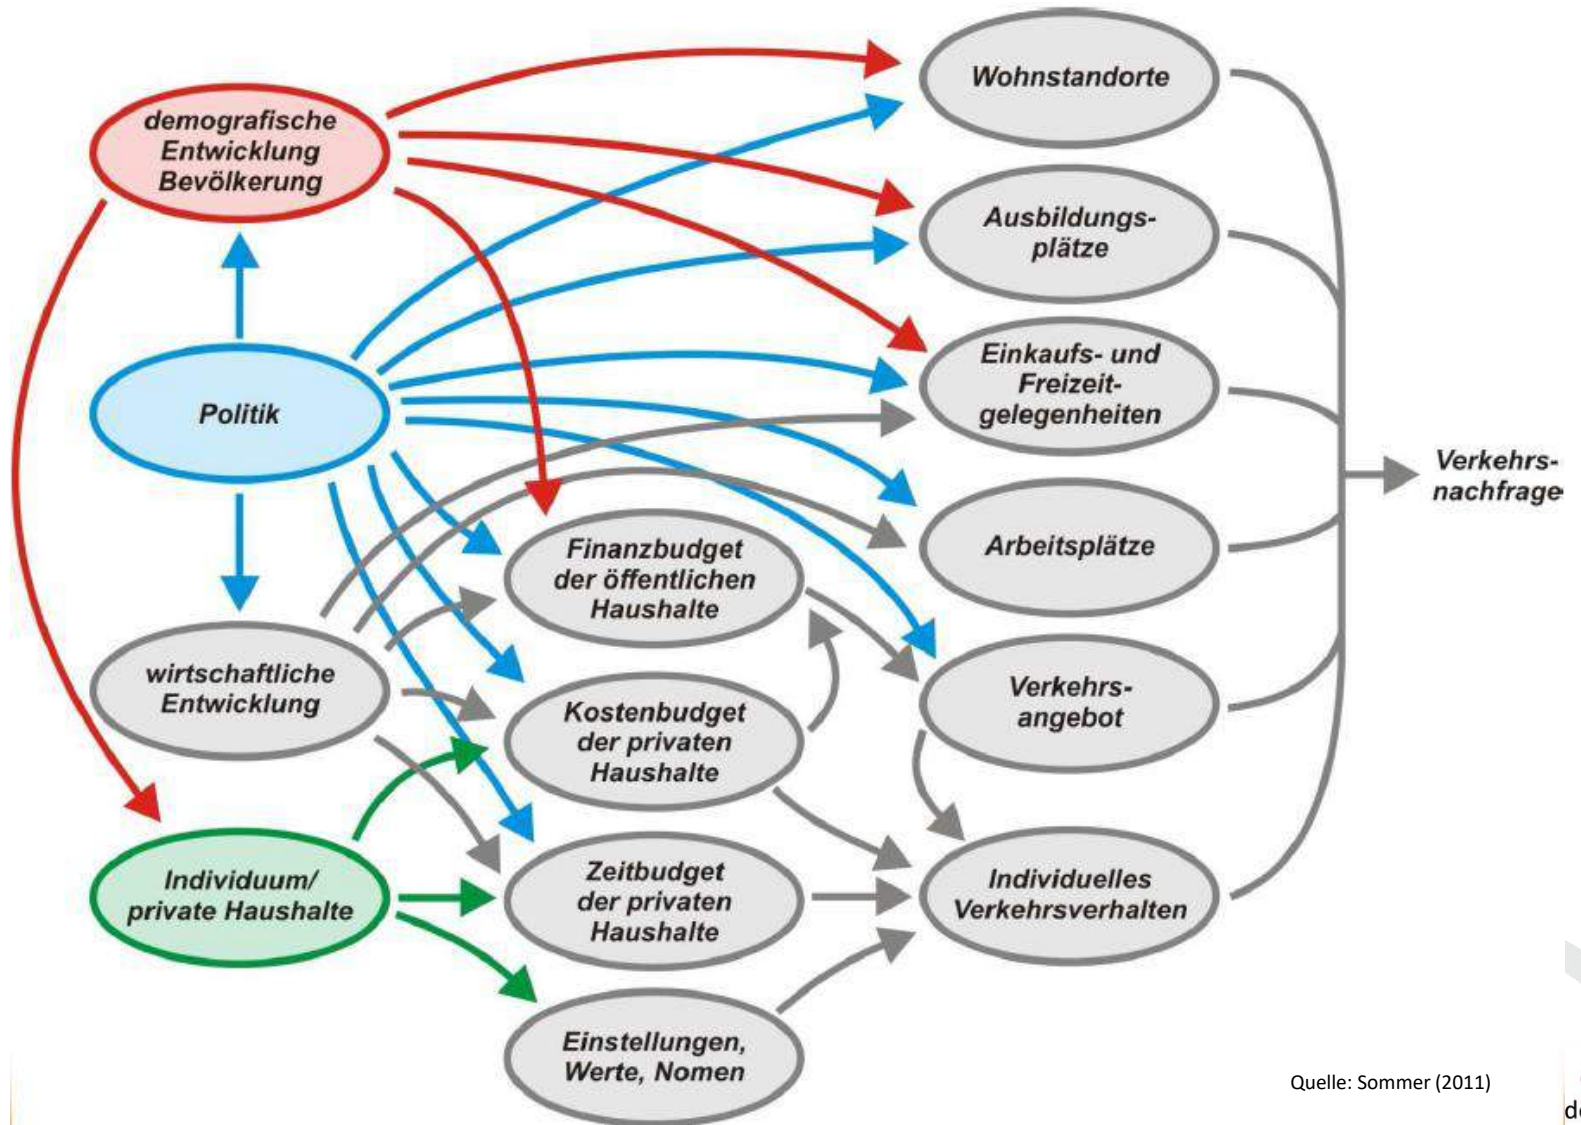 Wohnstandorte
demografische
Entwicklung
Bevölkerung
Ausbildungs-
plätze
Einkaufs- und
Freizeit-
gelegenheiten
Politik
Verkehrs-
nachfrage
Arbeitsplätze
Finanzbudget
der öffentlichen
Haushalte
wirtschaftliche
Entwicklung
Verkehrs-
angebot
Kostenbudget
der privaten
Haushalte
Individuum/
private Haushalte
Zeitbudget
der privaten
Haushalte
Individuelles
Verkehrsverhalten
Einstellungen,
Werte, Nomen
Quelle: Sommer (2011)